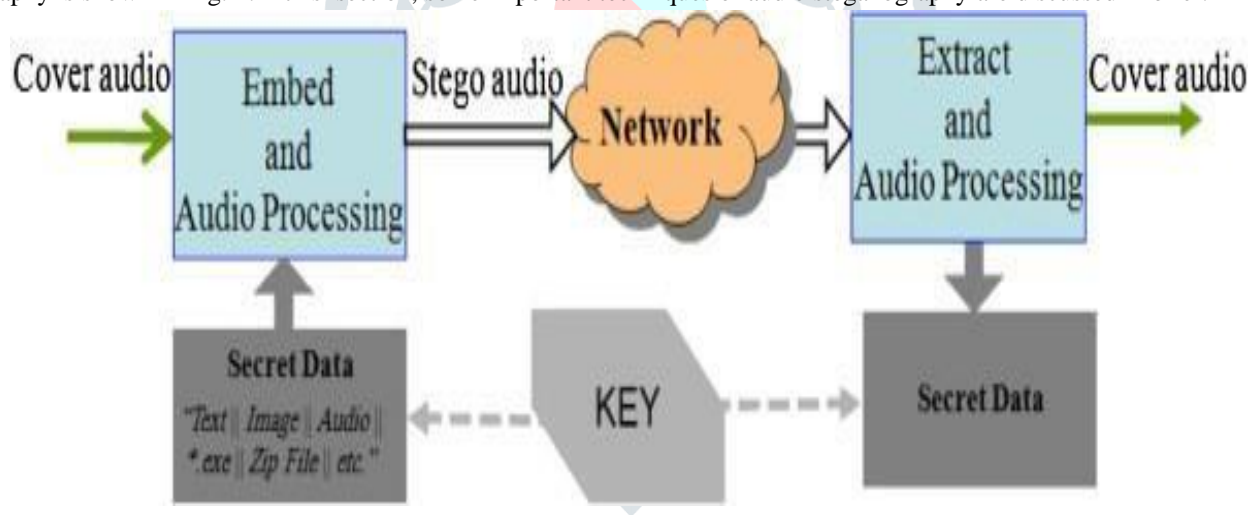 Cover audio
Embed
and
Audio Processing
Stego audio
Network
Extract
and
Audio Processing
Cover audio
Secret Data
"Text || Image || Audio ||
*.exe || Zip File || etc."
KEY
Secret Data